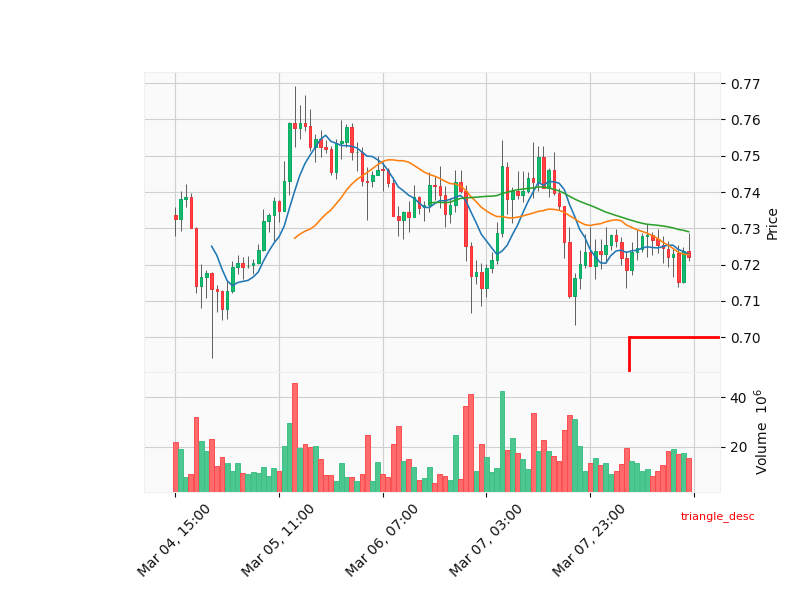 0.77
0.76
0.75
0.74
0.73
0.72
0.71
0.70
Price
40
20
Volume 10⁶
Mar 04, 15:00
Mar 05, 11:00
Mar 06, 07:00
Mar 07, 03:00
Mar 07, 23:00
triangle_desc